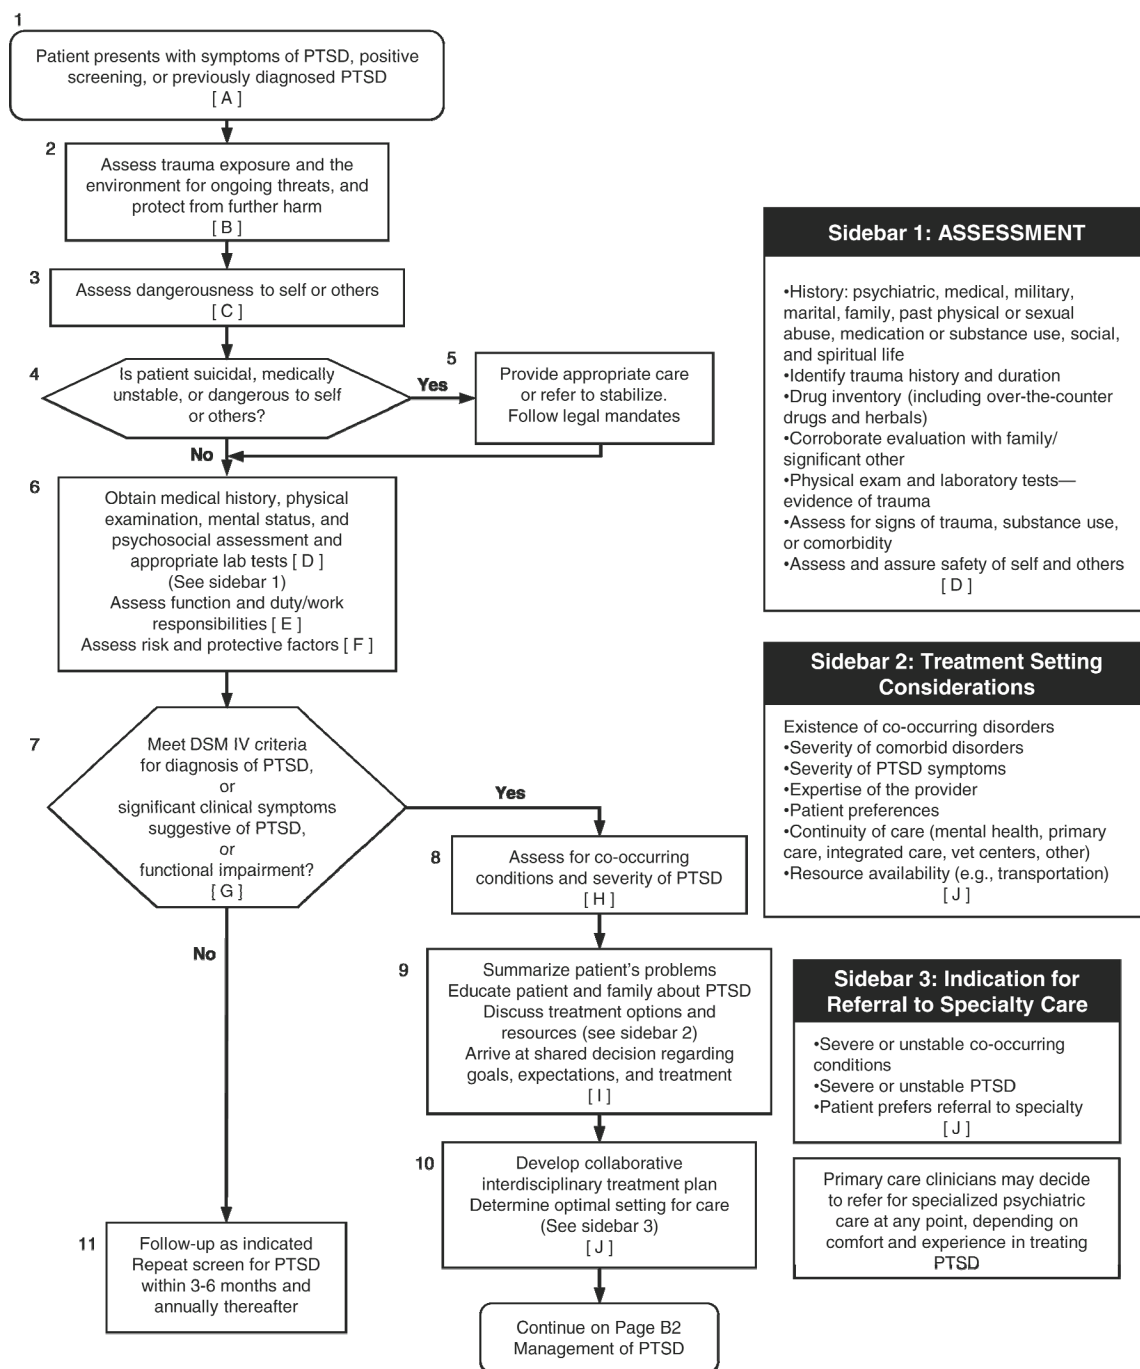 1
Patient presents with symptoms of PTSD, positive
screening, or previously diagnosed PTSD
[ A ]
2
Assess trauma exposure and the
environment for ongoing threats, and
protect from further harm
[ B ]
3
Assess dangerousness to self or others
[ C ]
4
Is patient suicidal, medically
unstable, or dangerous to self
or others?
Yes
No
5
Provide appropriate care
or refer to stabilize.
Follow legal mandates
6
Obtain medical history, physical
examination, mental status, and
psychosocial assessment and
appropriate lab tests [ D ]
(See sidebar 1)
Assess function and duty/work
responsibilities [ E ]
Assess risk and protective factors [ F ]
7
Meet DSM IV criteria
for diagnosis of PTSD,
or
significant clinical symptoms
suggestive of PTSD,
or
functional impairment?
[ G ]
Yes
No
8
Assess for co-occurring
conditions and severity of PTSD
[ H ]
9
Summarize patient's problems
Educate patient and family about PTSD
Discuss treatment options and
resources (see sidebar 2)
Arrive at shared decision regarding
goals, expectations, and treatment
[ I ]
10
Develop collaborative
interdisciplinary treatment plan
Determine optimal setting for care
(See sidebar 3)
[ J ]
11
Follow-up as indicated
Repeat screen for PTSD
within 3-6 months and
annually thereafter
Continue on Page B2
Management of PTSD
Sidebar 1: ASSESSMENT
•History: psychiatric, medical, military,
marital, family, past physical or sexual
abuse, medication or substance use, social,
and spiritual life
•Identify trauma history and duration
•Drug inventory (including over-the-counter
drugs and herbals)
•Corroborate evaluation with family/
significant other
•Physical exam and laboratory tests—
evidence of trauma
•Assess for signs of trauma, substance use,
or comorbidity
•Assess and assure safety of self and others
[ D ]
Sidebar 2: Treatment Setting
Considerations
Existence of co-occurring disorders
•Severity of comorbid disorders
•Severity of PTSD symptoms
•Expertise of the provider
•Patient preferences
•Continuity of care (mental health, primary
care, integrated care, vet centers, other)
•Resource availability (e.g., transportation)
[ J ]
Sidebar 3: Indication for
Referral to Specialty Care
•Severe or unstable co-occurring
conditions
•Severe or unstable PTSD
•Patient prefers referral to specialty
[ J ]
Primary care clinicians may decide
to refer for specialized psychiatric
care at any point, depending on
comfort and experience in treating
PTSD